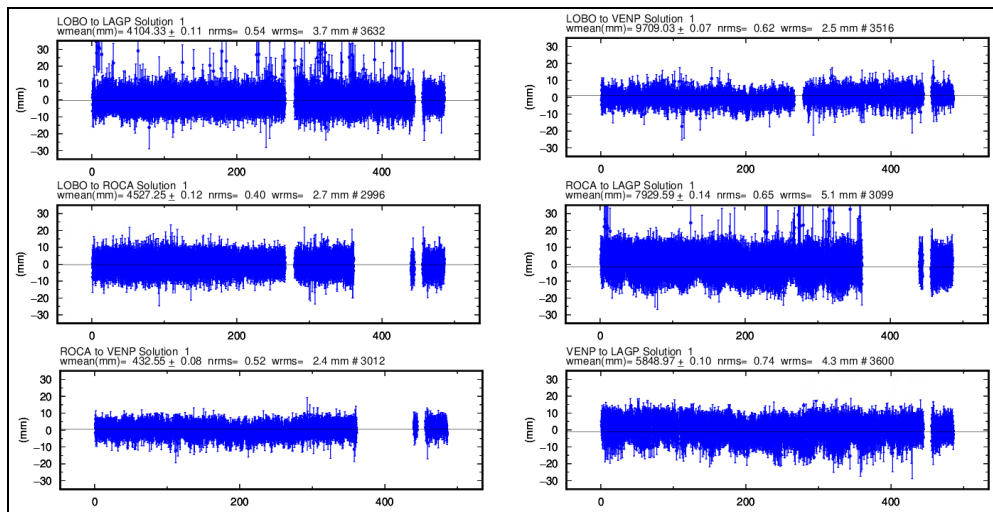 LOBO to LAGP Solution 1
wmean(mm)= 4104.33 ± 0.11 nrms= 0.54 wrms= 3.7 mm # 3632
30
20
10
0
−10
−20
−30
(mm)
0 200 400
LOBO to VENP Solution 1
wmean(mm)= 9709.03 ± 0.07 nrms= 0.62 wrms= 2.5 mm # 3516
30
20
10
0
−10
−20
−30
(mm)
0 200 400
LOBO to ROCA Solution 1
wmean(mm)= 4527.25 ± 0.12 nrms= 0.40 wrms= 2.7 mm # 2996
30
20
10
0
−10
−20
−30
(mm)
0 200 400
ROCA to LAGP Solution 1
wmean(mm)= 7929.59 ± 0.14 nrms= 0.65 wrms= 5.1 mm # 3099
30
20
10
0
−10
−20
−30
(mm)
0 200 400
ROCA to VENP Solution 1
wmean(mm)= 432.55 ± 0.08 nrms= 0.52 wrms= 2.4 mm # 3012
30
20
10
0
−10
−20
−30
(mm)
0 200 400
VENP to LAGP Solution 1
wmean(mm)= 5848.97 ± 0.10 nrms= 0.74 wrms= 4.3 mm # 3600
30
20
10
0
−10
−20
−30
(mm)
0 200 400